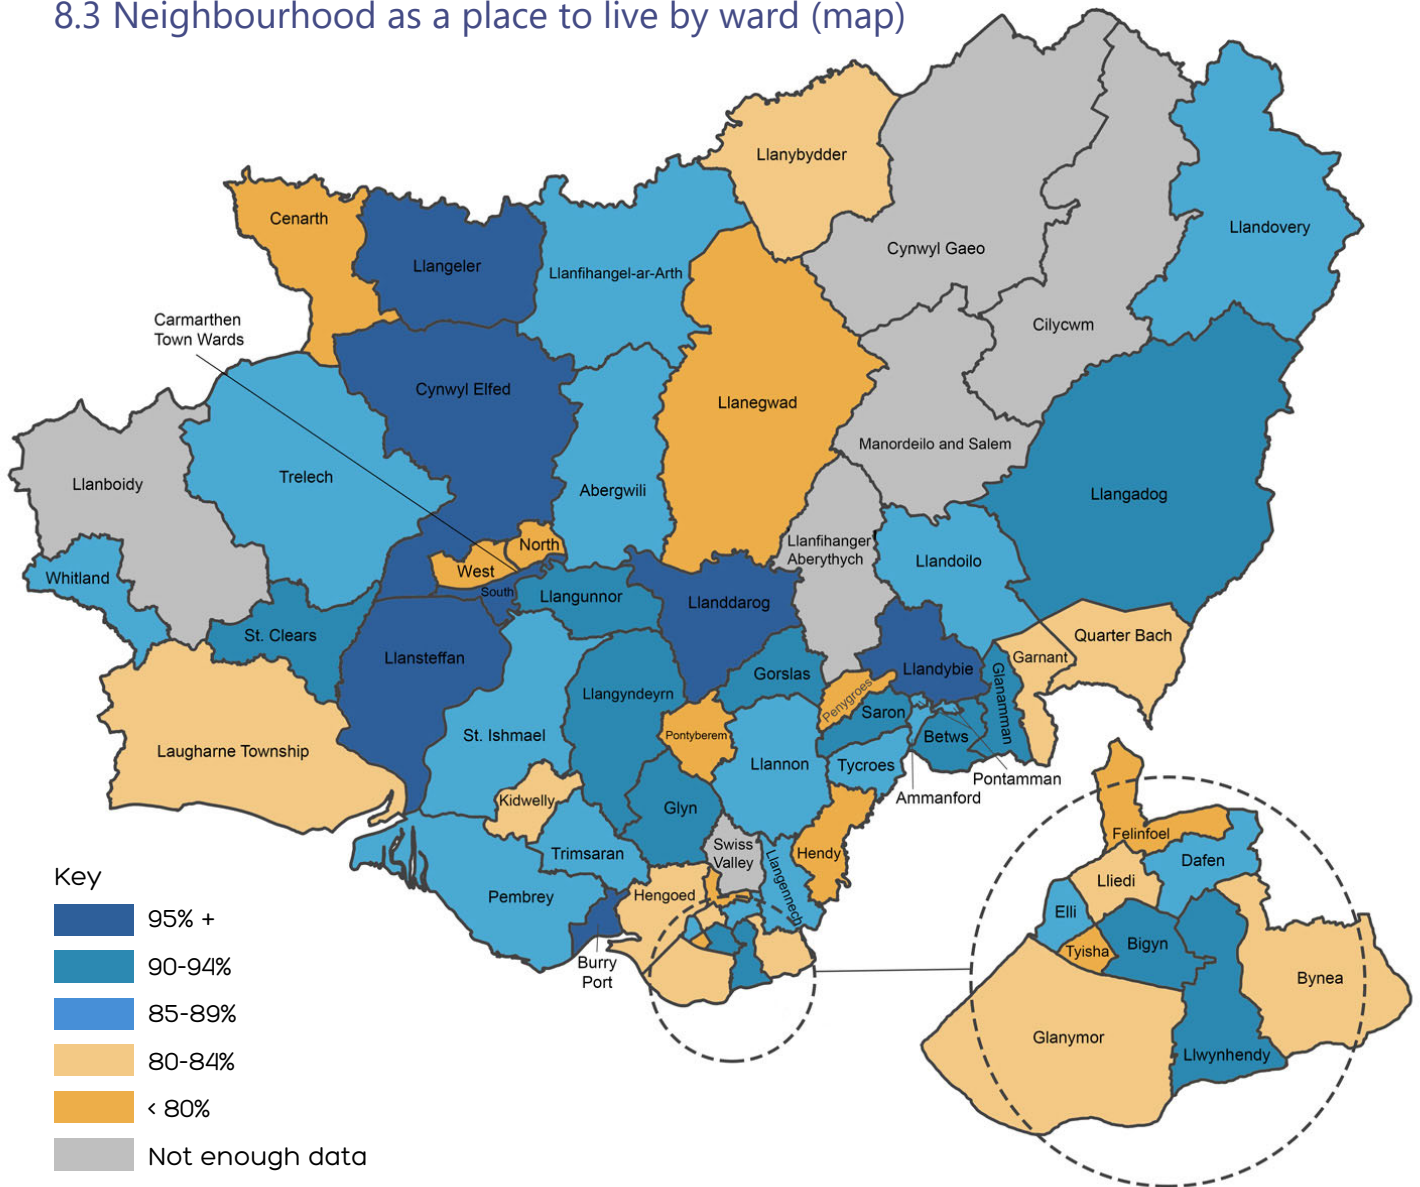 8.3 Neighbourhood as a place to live by ward (map)
Llanybydder
Cenarth
Llandovery
Cynwyl Gaeo
Llangeler
Llanfihangel-ar-Arth
Carmarthen
Town Wards
Cilycwm
Cynwyl Elfed
Llanegwad
Manordeilo and Salem
Trelech
Llanboidy
Abergwili
Llangadog
North
Llanfihanger
Aberythych
Llandoilo
West
Whitland
South
Llangunnor
Llanddarog
St. Clears
Quarter Bach
Llansteffan
Garnant
Llandybie
Gorslas
Glanamman
Llangyndeyrn
Penygroes
Saron
St. Ishmael
Pontyberem
Betws
Laugharne Township
Llannon
Tycroes
Pontamman
Ammanford
Kidwelly
Glyn
Felinfoel
Swiss
Valley
Hendy
Trimsaran
Dafen
Llangennech
Lliedi
Key
Pembrey
Hengoed
Elli
95% +
Bigyn
Tyisha
90-94%
Burry
Port
Bynea
85-89%
Glanymor
Llwynhendy
80-84%
< 80%
Not enough data